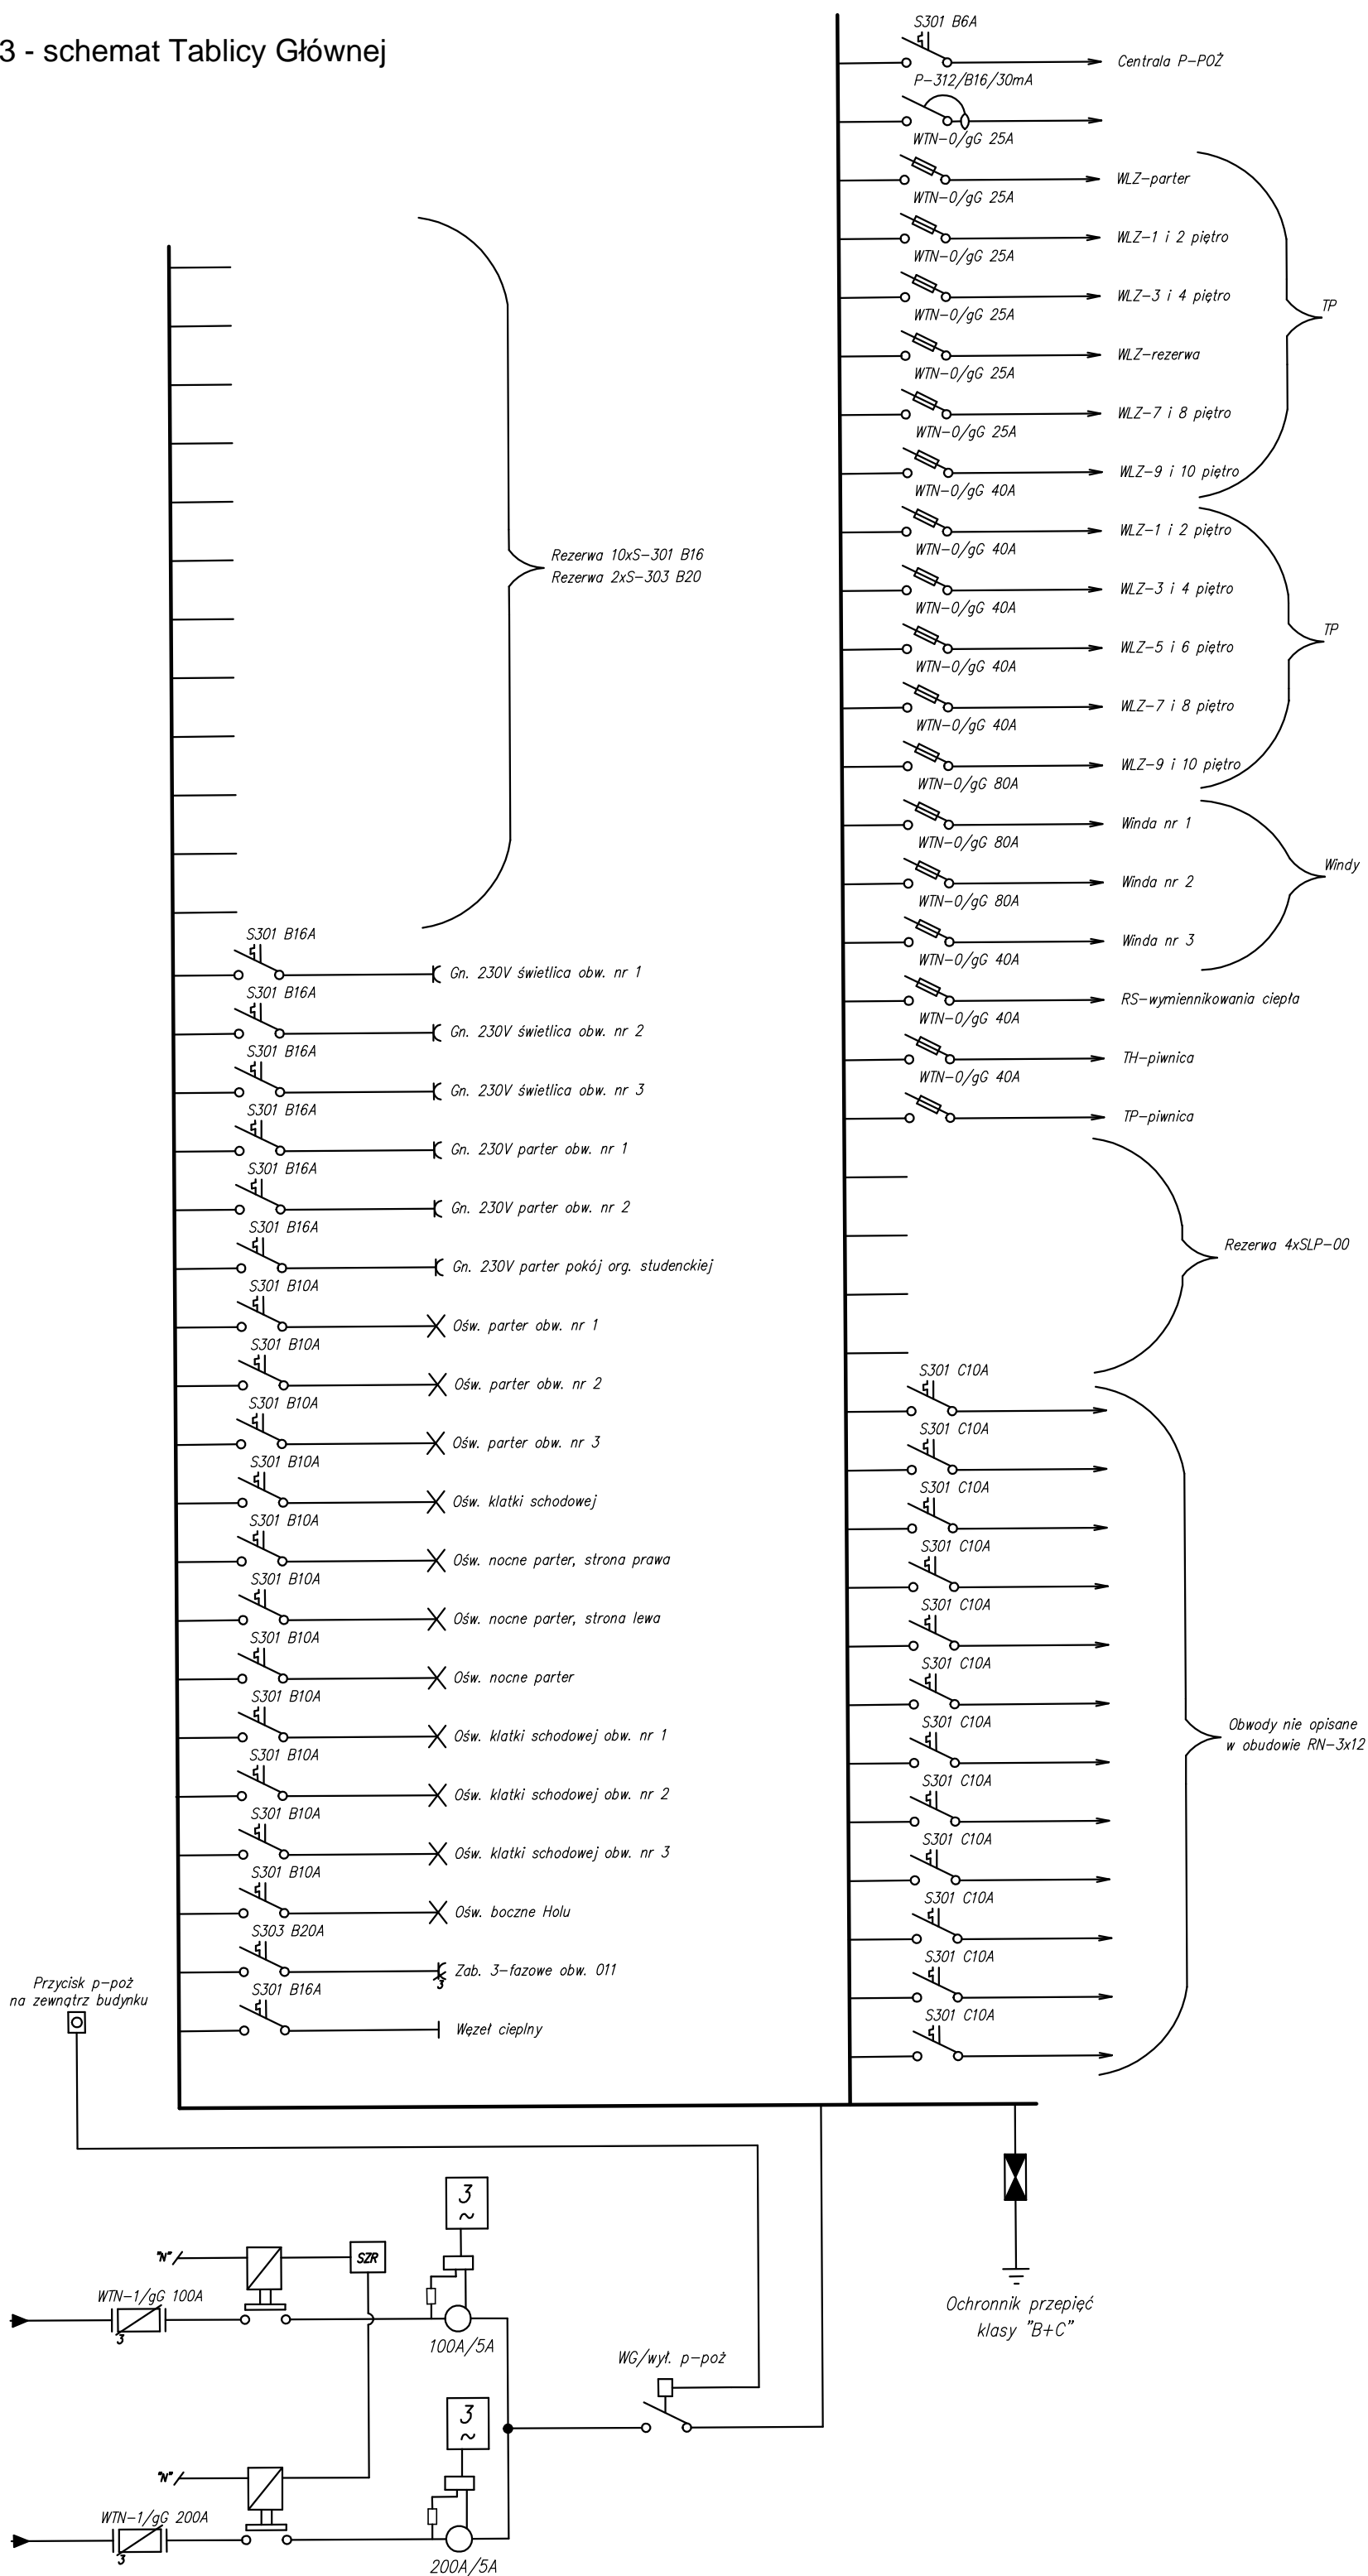 3 - schemat Tablicy Głównej
S301 B6A
Centrala P-POŻ
P-312/B16/30mA
WTN-0/gG 25A
WLZ-parter
WTN-0/gG 25A
WLZ-1 i 2 piętro
WTN-0/gG 25A
WLZ-3 i 4 piętro
WTN-0/gG 25A
WLZ-rezerwa
WTN-0/gG 25A
WLZ-7 i 8 piętro
WTN-0/gG 25A
WLZ-9 i 10 piętro
TP
WTN-0/gG 40A
WLZ-1 i 2 piętro
WTN-0/gG 40A
WLZ-3 i 4 piętro
WTN-0/gG 40A
WLZ-5 i 6 piętro
WTN-0/gG 40A
WLZ-7 i 8 piętro
WTN-0/gG 40A
WLZ-9 i 10 piętro
TP
WTN-0/gG 80A
Winda nr 1
WTN-0/gG 80A
Winda nr 2
WTN-0/gG 80A
Winda nr 3
Windy
WTN-0/gG 40A
RS-wymiennikowania ciepła
WTN-0/gG 40A
TH-piwnica
WTN-0/gG 40A
TP-piwnica
Rezerwa 4xSLP-00
S301 C10A
S301 C10A
S301 C10A
S301 C10A
S301 C10A
S301 C10A
S301 C10A
S301 C10A
S301 C10A
S301 C10A
S301 C10A
S301 C10A
Obwody nie opisane
w obudowie RN-3x12
Rezerwa 10xS-301 B16
Rezerwa 2xS-303 B20
S301 B16A
Gn. 230V świetlica obw. nr 1
S301 B16A
Gn. 230V świetlica obw. nr 2
S301 B16A
Gn. 230V świetlica obw. nr 3
S301 B16A
Gn. 230V parter obw. nr 1
S301 B16A
Gn. 230V parter obw. nr 2
S301 B16A
Gn. 230V parter pokój org. studenckiej
S301 B10A
Ośw. parter obw. nr 1
S301 B10A
Ośw. parter obw. nr 2
S301 B10A
Ośw. parter obw. nr 3
S301 B10A
Ośw. klatki schodowej
S301 B10A
Ośw. nocne parter, strona prawa
S301 B10A
Ośw. nocne parter, strona lewa
S301 B10A
Ośw. nocne parter
S301 B10A
Ośw. klatki schodowej obw. nr 1
S301 B10A
Ośw. klatki schodowej obw. nr 2
S301 B10A
Ośw. klatki schodowej obw. nr 3
S301 B10A
Ośw. boczne Holu
S303 B20A
Zab. 3-fazowe obw. 011
3
S301 B16A
Węzeł cieplny
Przycisk p-poż
na zewnątrz budynku
3
~
"N"
SZR
WTN-1/gG 100A
3
100A/5A
WG/wył. p-poż
Ochronnik przepięć
klasy "B+C"
3
~
"N"
WTN-1/gG 200A
3
200A/5A